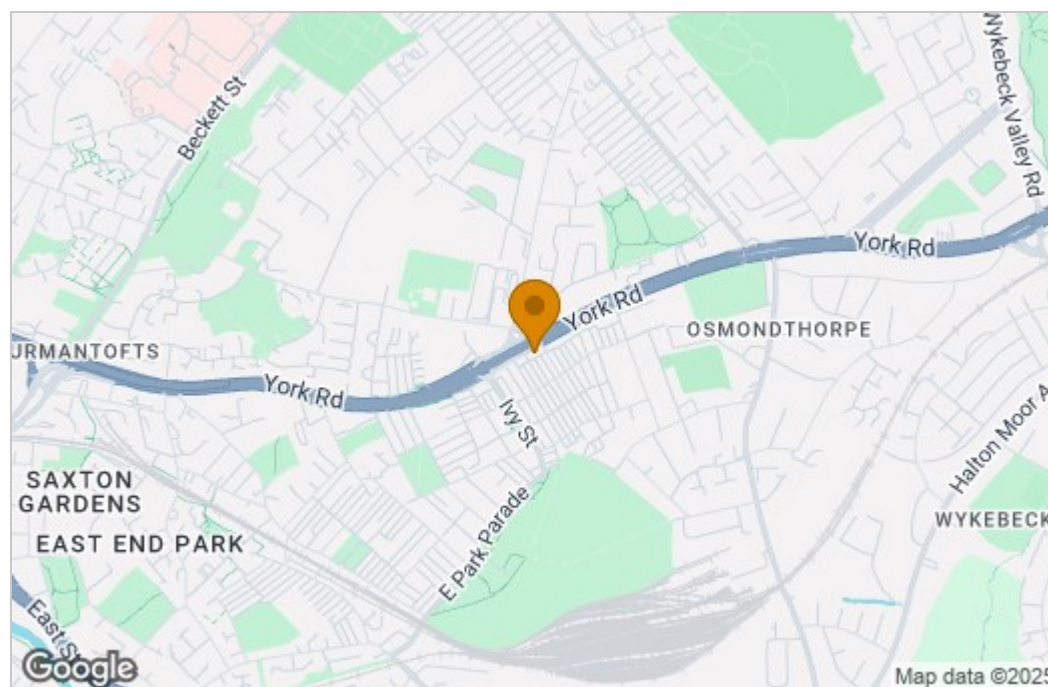 Beckett St
Wykebeck Valley Rd
York Rd
York Rd
OSMONDTHORPE
URMANTOFTS
York Rd
Ivy St
Halton Moor A
SAXTON
GARDENS
WYKEBECK
EAST END PARK
E Park Parade
East St
Google
Map data ©2025